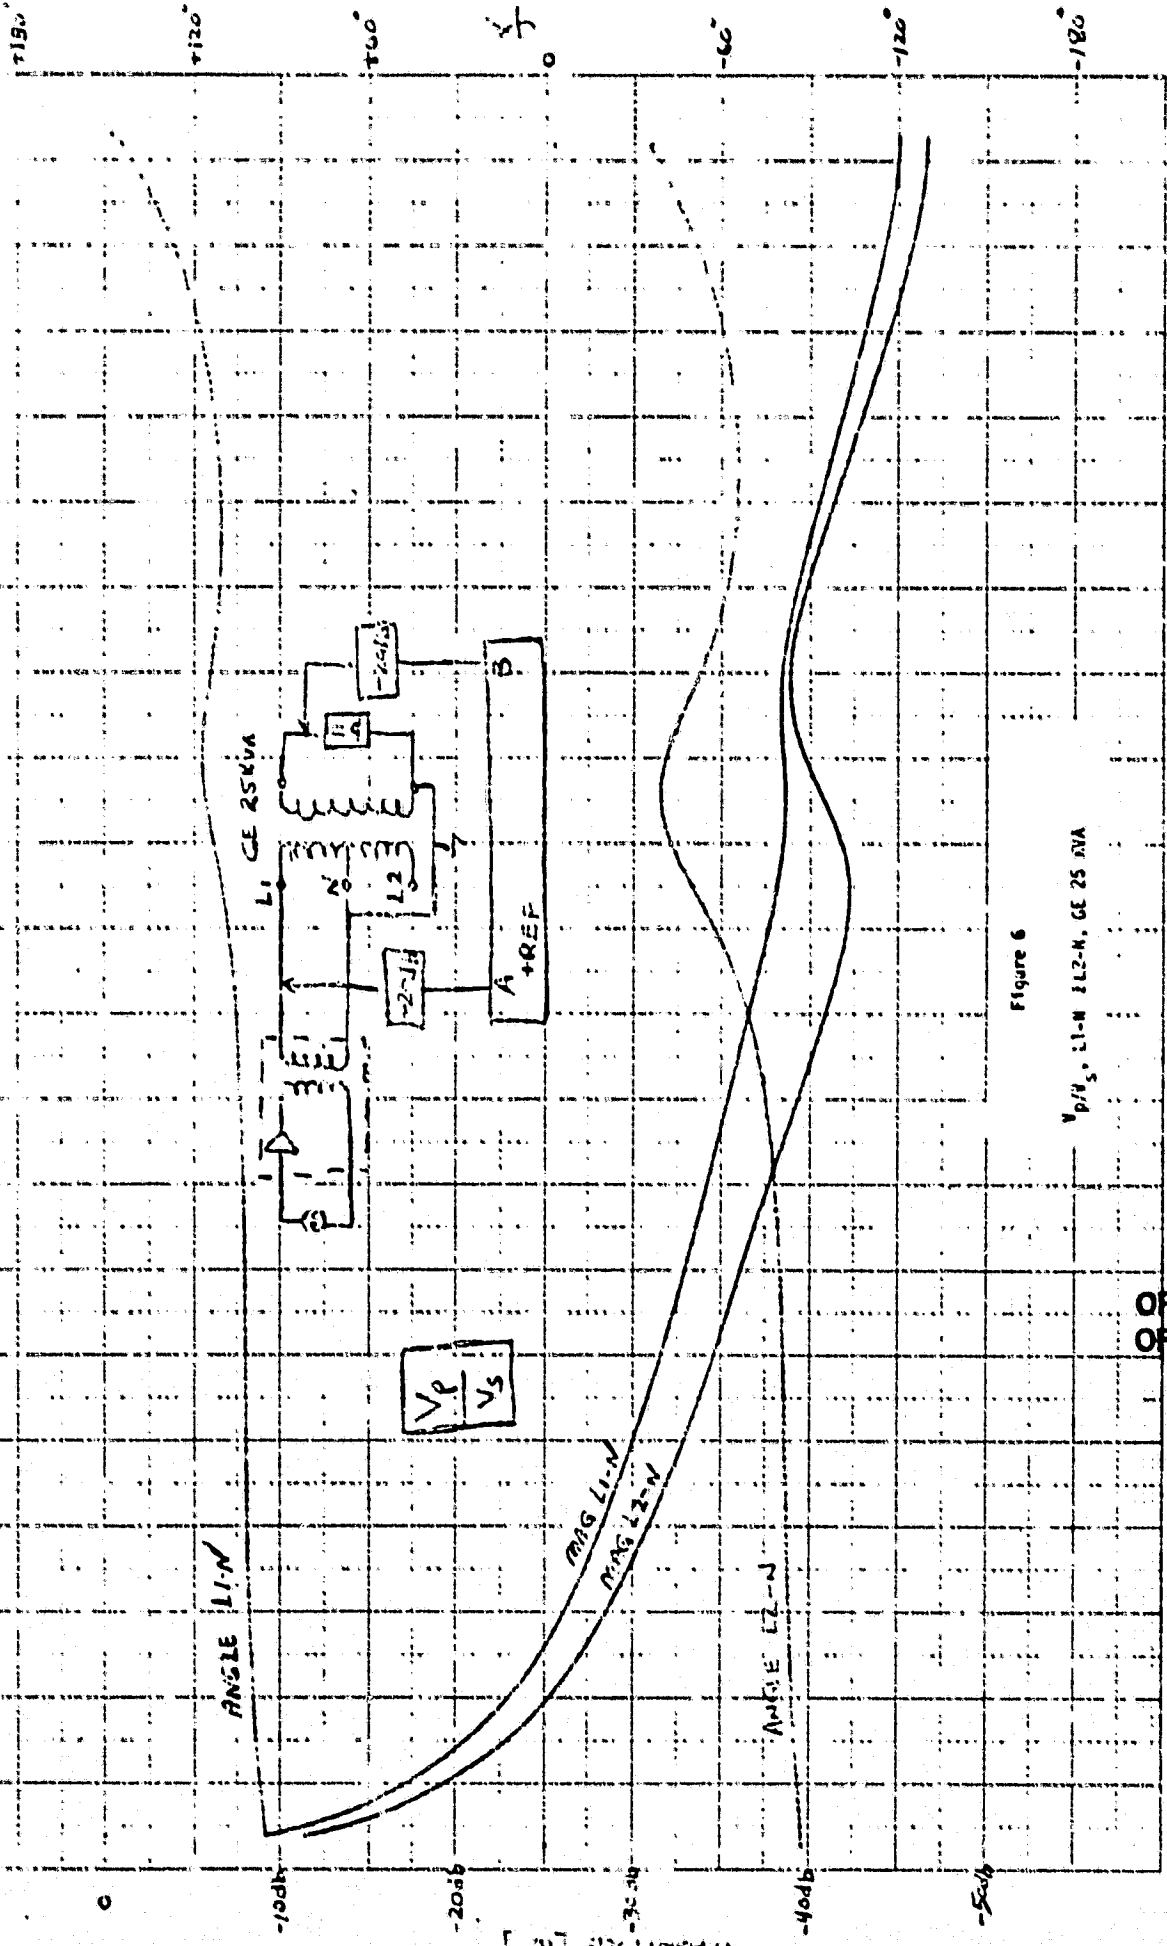 +180°
+120°
+60°
0
-60°
-120°
-180°
GE 25KVA
L1
N
L2
A
+REF
B
Vp
Vs
ANGLE L1-N
MAG L1-N
MAG L2-N
ANGLE L2-N
0
-10db
-20db
-30db
-40db
-50db
Figure 6
Vp/Vs, L1-N & L2-N, GE 25 KVA